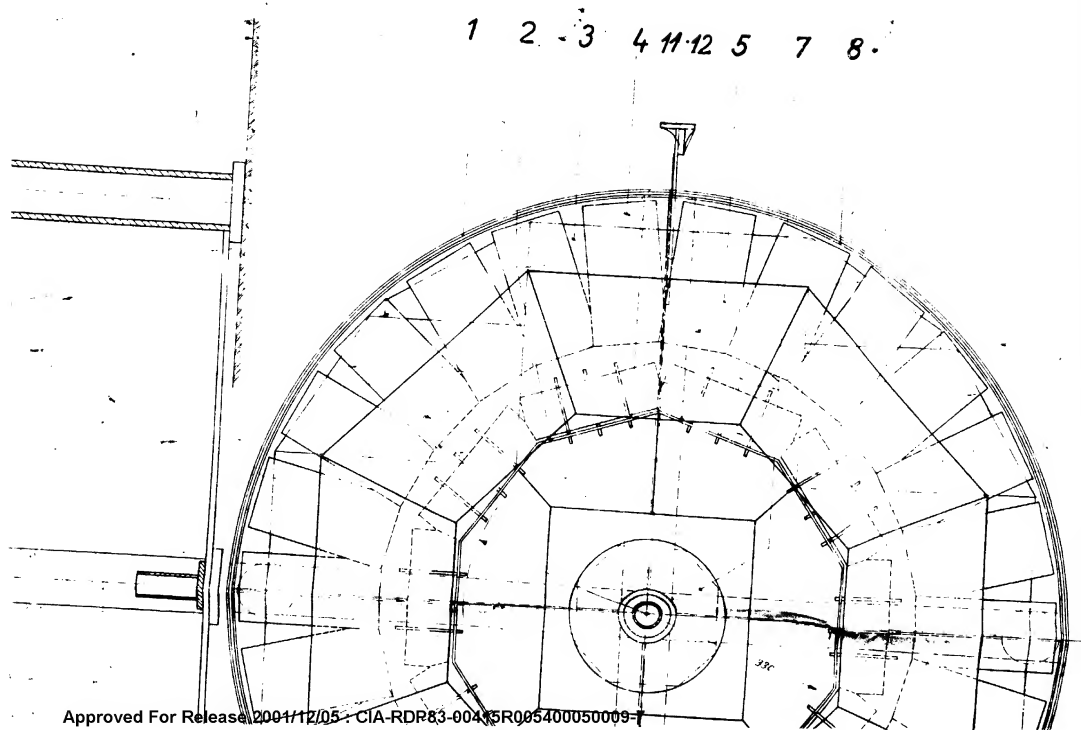 1 2 3 4 11 12 5 7 8
330
Approved For Release 2001/12/05 : CIA-RDP83-00415R005400050009-7